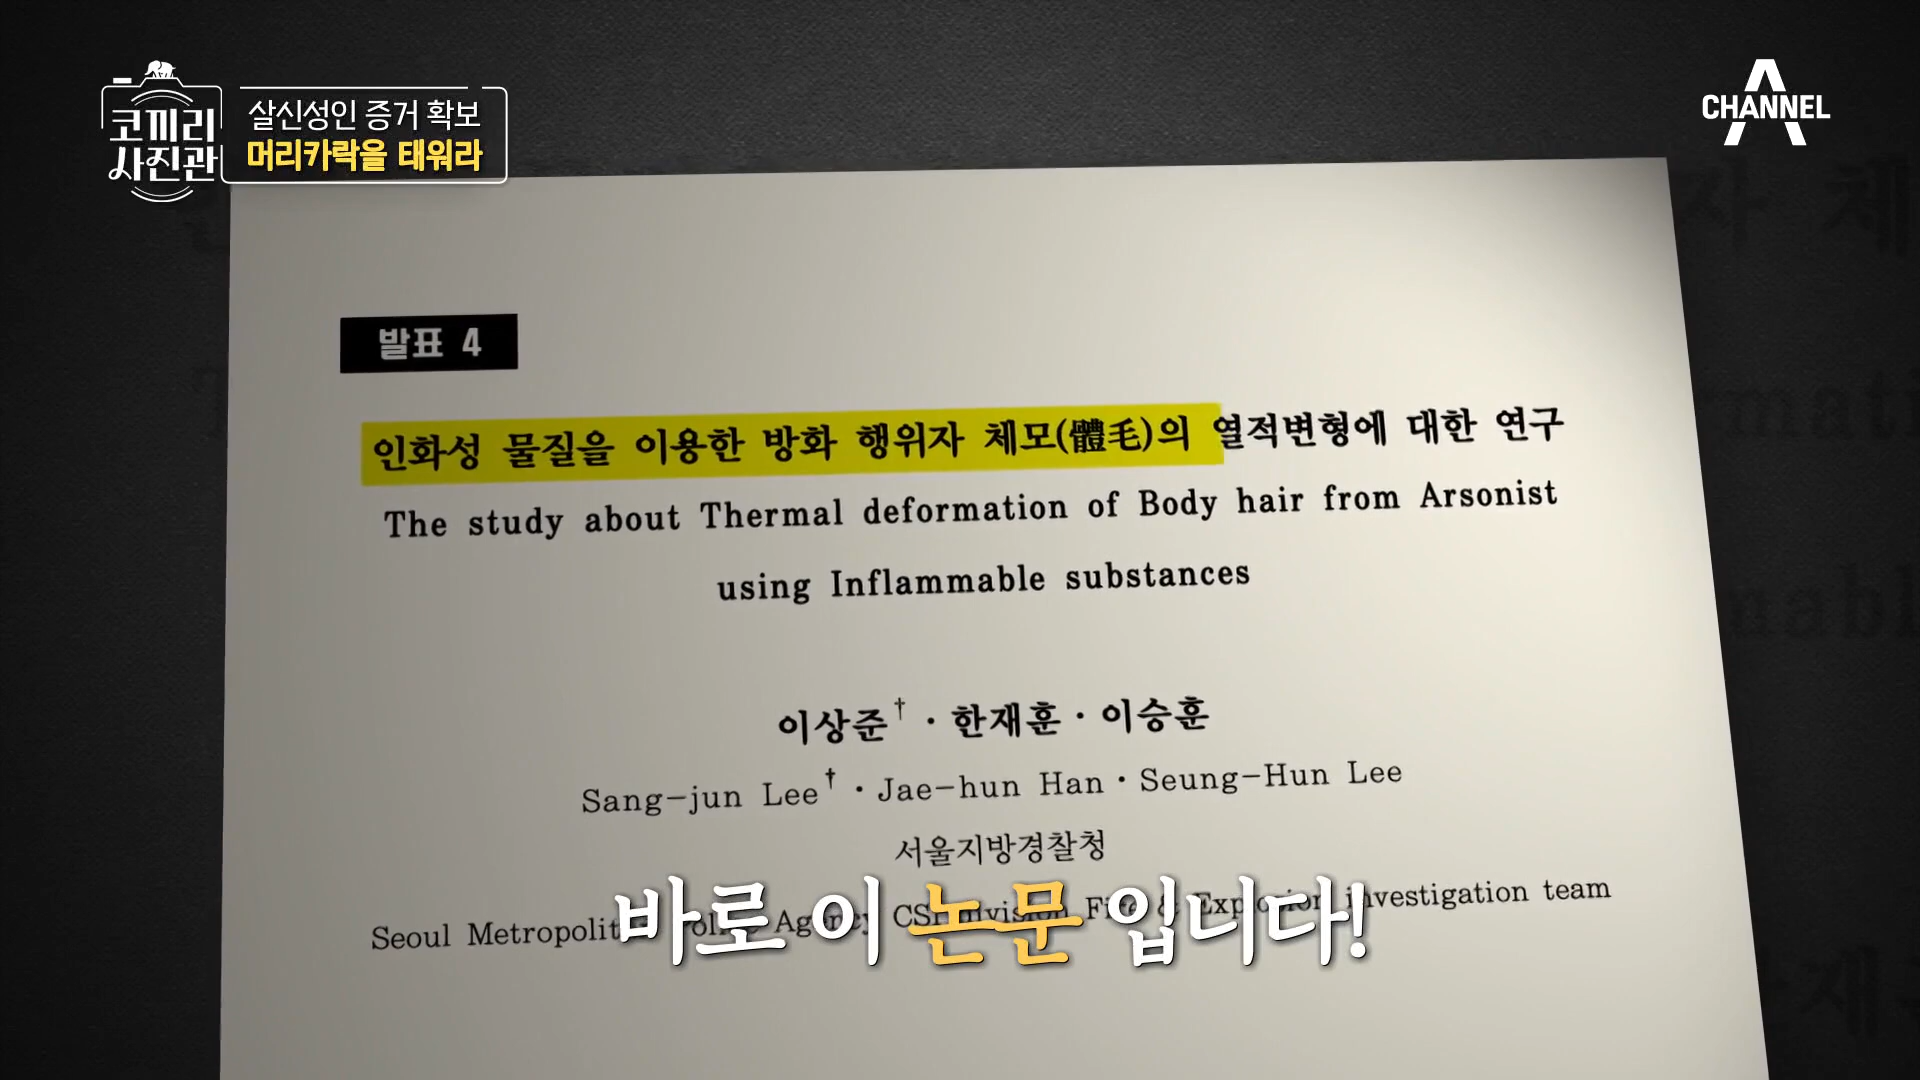 코끼리
사진관
살신성인 증거 확보
머리카락을 태워라
CHANNEL A
발표 4
인화성 물질을 이용한 방화 행위자 체모(體毛)의 열적변형에 대한 연구
The study about Thermal deformation of Body hair from Arsonist
using Inflammable substances
이상준† · 한재훈 · 이승훈
Sang-jun Lee† · Jae-hun Han · Seung-Hun Lee
서울지방경찰청
Seoul Agency CSI investigation team
바로 이 논문입니다!